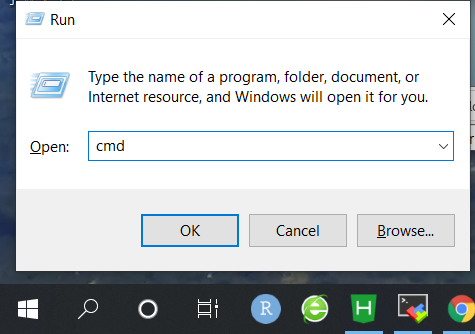 Run
Type the name of a program, folder, document, or
Internet resource, and Windows will open it for you.
Open:
cmd
OK
Cancel
Browse...
R
H